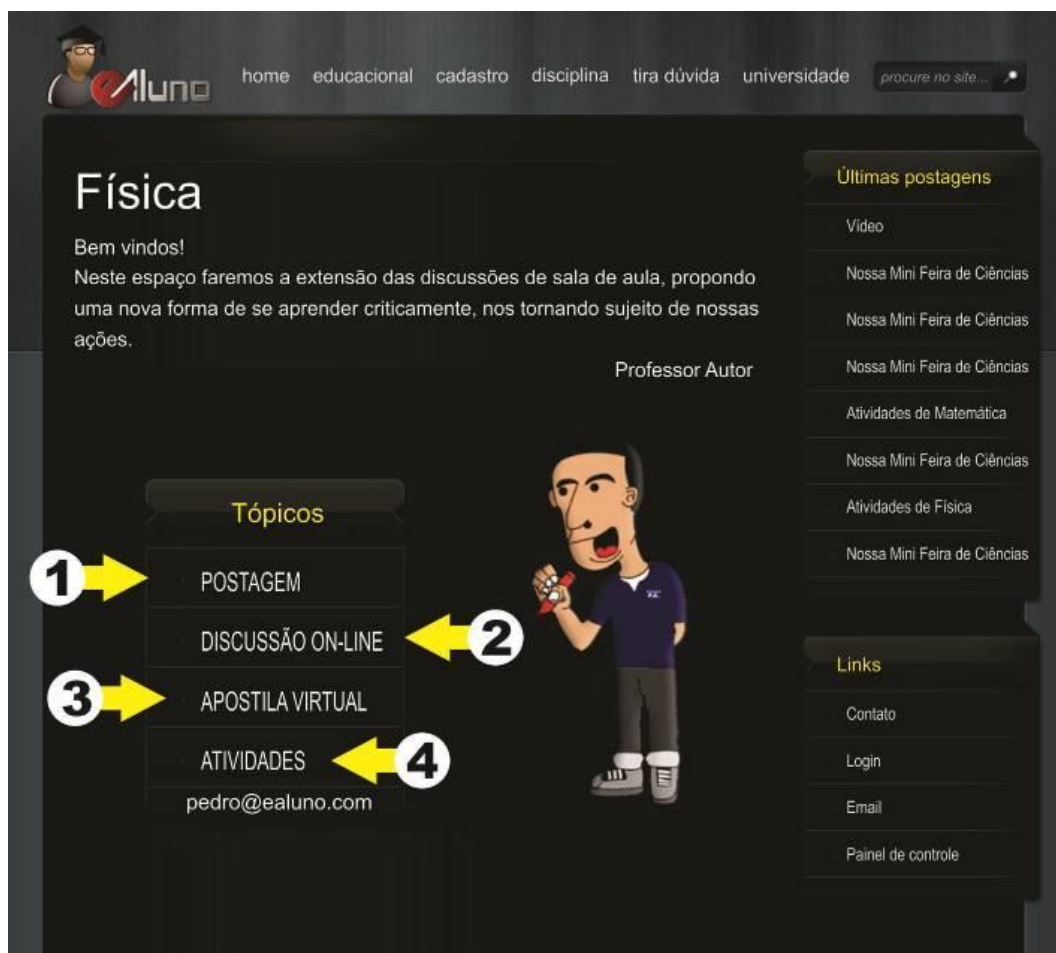 eAluno
home educacional cadastro disciplina tira dúvida universidade procure no site...
Física
Bem vindos!
Neste espaço faremos a extensão das discussões de sala de aula, propondo
uma nova forma de se aprender criticamente, nos tornando sujeito de nossas
ações.
Professor Autor
Tópicos
1 POSTAGEM
DISCUSSÃO ON-LINE 2
3 APOSTILA VIRTUAL
ATIVIDADES 4
pedro@ealuno.com
Últimas postagens
Vídeo
Nossa Mini Feira de Ciências
Nossa Mini Feira de Ciências
Nossa Mini Feira de Ciências
Atividades de Matemática
Nossa Mini Feira de Ciências
Atividades de Física
Nossa Mini Feira de Ciências
Links
Contato
Login
Email
Painel de controle